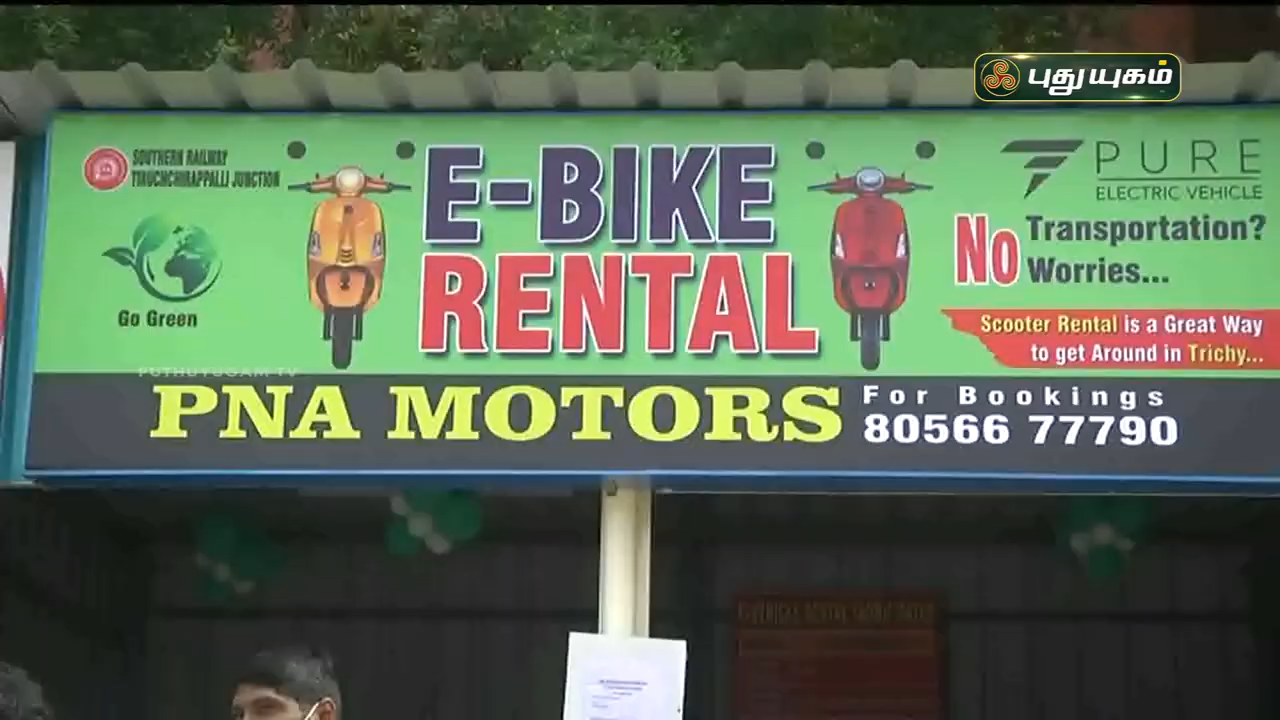 புதுயுகம்
SOUTHERN RAILWAY
TIRUCHCHIRAPPALLI JUNCTION
Go Green
E-BIKE
RENTAL
PURE
ELECTRIC VEHICLE
No Transportation?
Worries...
Scooter Rental is a Great Way
to get Around in Trichy...
PUTHUYUGAM TV
PNA MOTORS
For Bookings
80566 77790